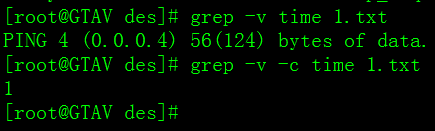 [root@GTAV des]# grep -v time 1.txt
PING 4 (0.0.0.4) 56(124) bytes of data.
[root@GTAV des]# grep -v -c time 1.txt
1
[root@GTAV des]#